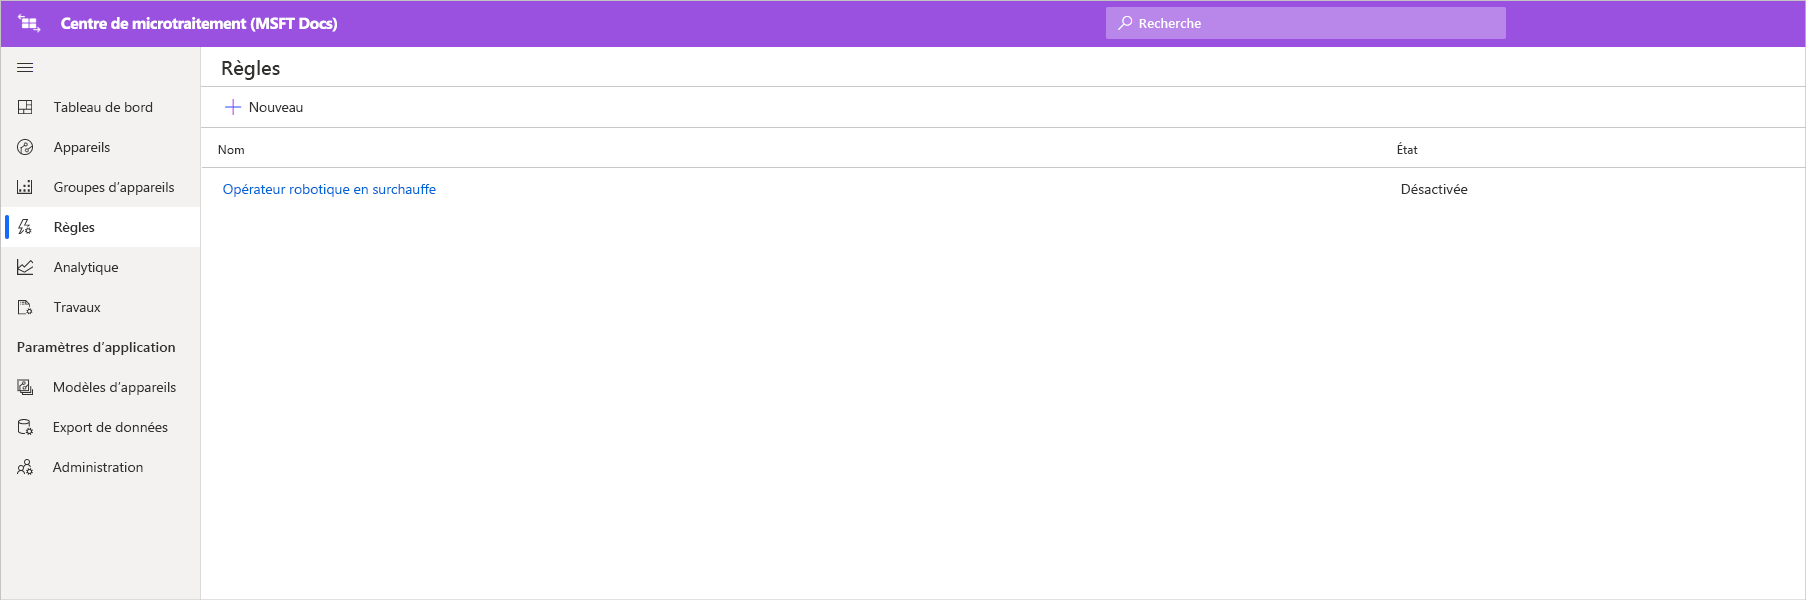 Centre de microtraitement (MSFT Docs)
Recherche
Règles
Nouveau
Nom
État
Opérateur robotique en surchauffe
Désactivée
Tableau de bord
Appareils
Groupes d’appareils
Règles
Analytique
Travaux
Paramètres d’application
Modèles d’appareils
Export de données
Administration